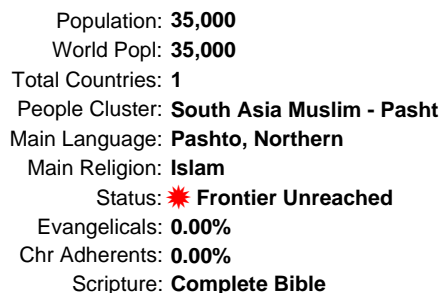 Population: 35,000
World Popl: 35,000
Total Countries: 1
People Cluster: South Asia Muslim - Pasht
Main Language: Pashto, Northern
Main Religion: Islam
Status: Frontier Unreached
Evangelicals: 0.00%
Chr Adherents: 0.00%
Scripture: Complete Bible